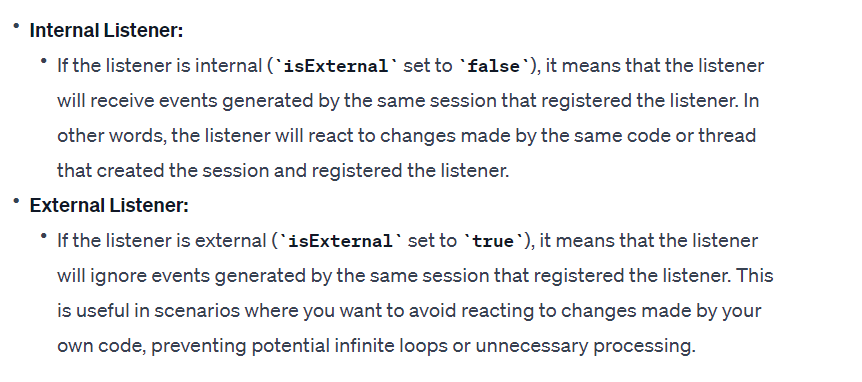 • Internal Listener:
• If the listener is internal (`isExternal` set to `false`), it means that the listener
will receive events generated by the same session that registered the listener. In
other words, the listener will react to changes made by the same code or thread
that created the session and registered the listener.
• External Listener:
• If the listener is external (`isExternal` set to `true`), it means that the listener
will ignore events generated by the same session that registered the listener. This
is useful in scenarios where you want to avoid reacting to changes made by your
own code, preventing potential infinite loops or unnecessary processing.